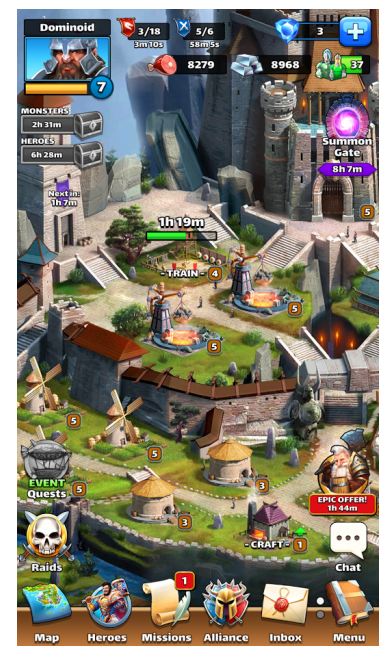 Dominoid
7
3/18
3m 10s
5/6
58m 5s
3
8279
8968
37
MONSTERS
2h 31m
HEROES
6h 28m
Summon
Gate
8h 7m
Next in:
1h 7m
5
1h 19m
- TRAIN - 4
5
5
5
5
EVENT
Quests
5
3
3
EPIC OFFER!
1h 44m
- CRAFT - 1
Raids
Chat
1
Map
Heroes
Missions
Alliance
Inbox
Menu